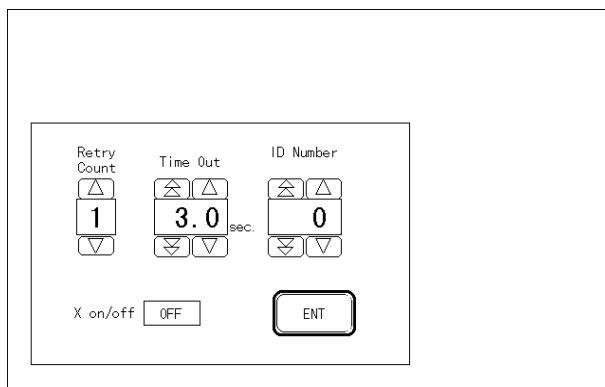 Retry
Count
Time Out
ID Number
1
3.0
sec.
0
X on/off
OFF
ENT